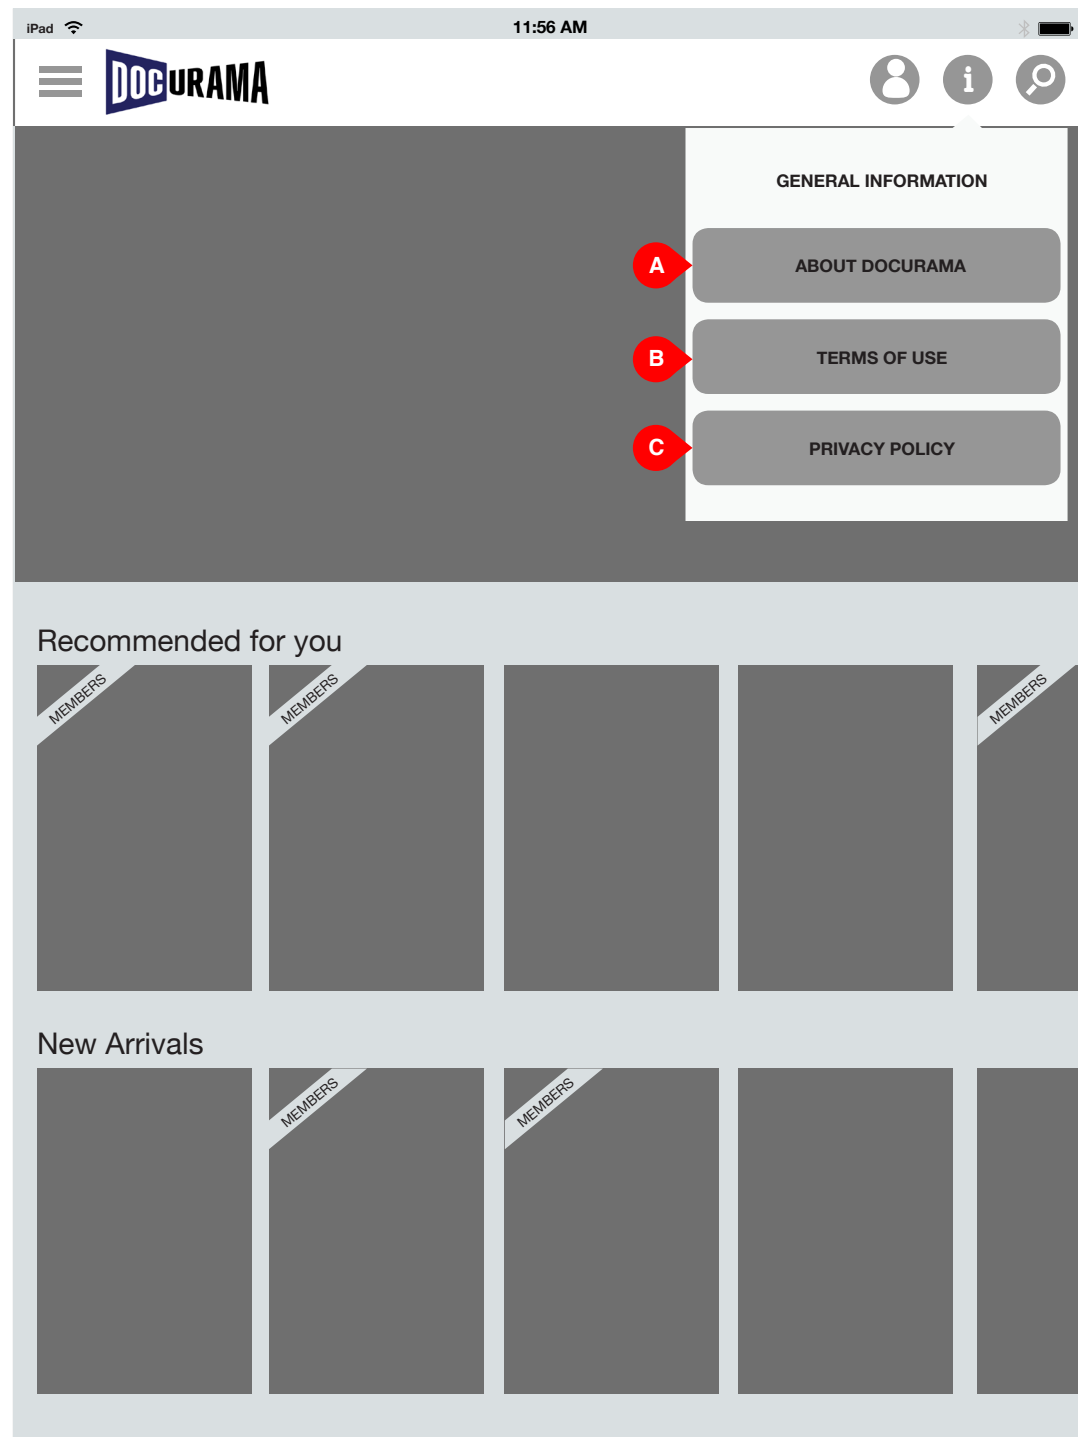 iPad 11:56 AM
DOCURAMA
i
GENERAL INFORMATION
A ABOUT DOCURAMA
B TERMS OF USE
C PRIVACY POLICY
Recommended for you
MEMBERS MEMBERS MEMBERS
New Arrivals
MEMBERS MEMBERS